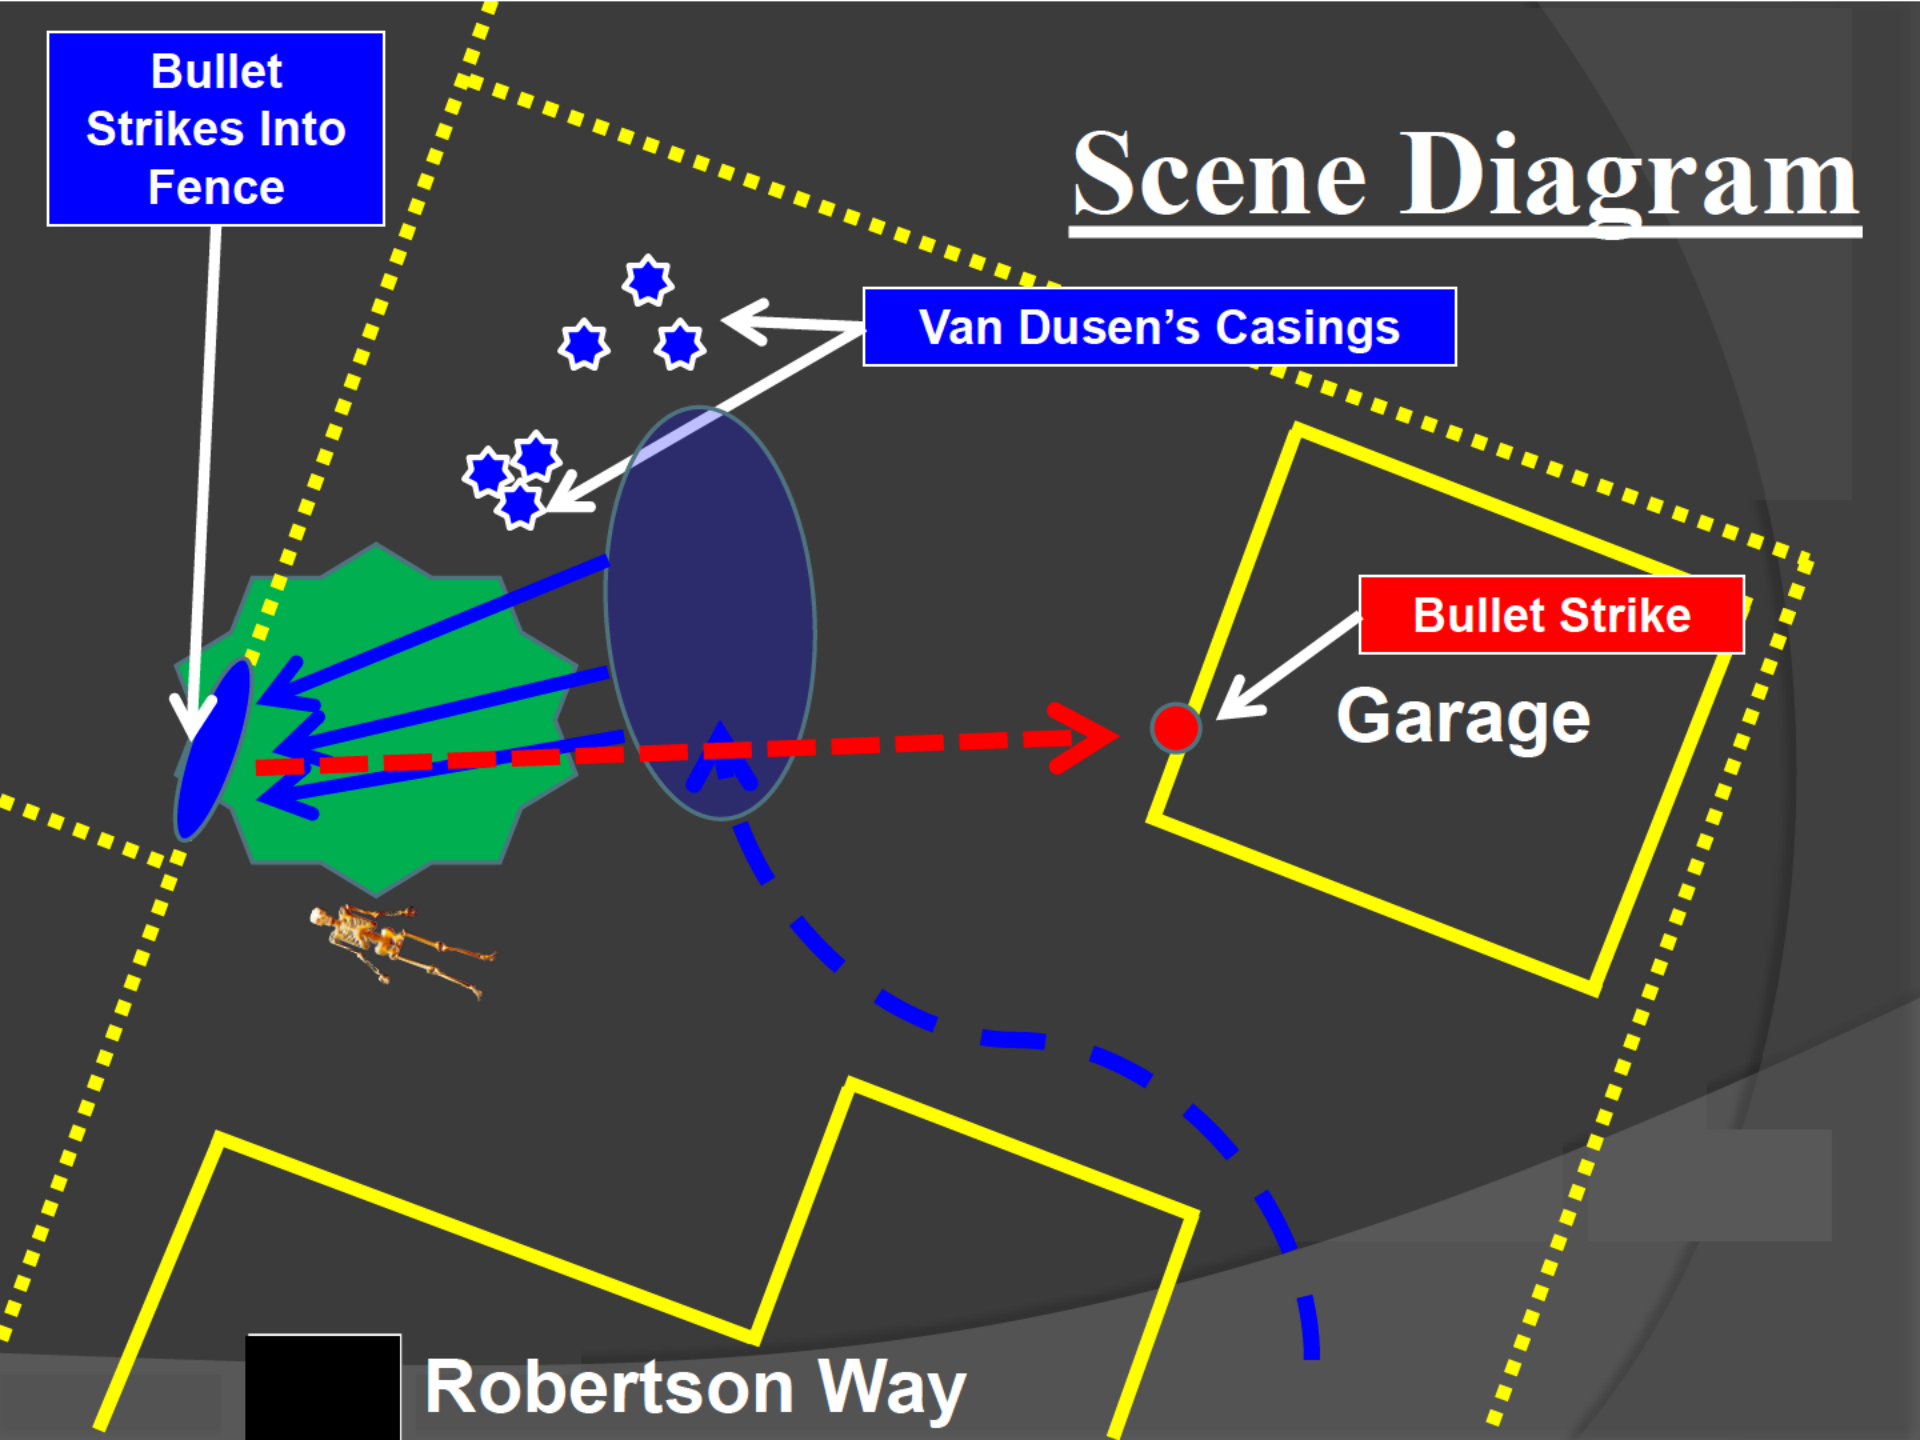 Bullet
Strikes Into
Fence
Scene Diagram
Van Dusen’s Casings
Bullet Strike
Garage
Robertson Way